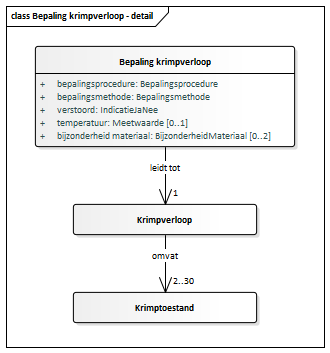 class Bepaling krimpverloop - detail
Bepaling krimpverloop
+ bepalingsprocedure: Bepalingsprocedure
+ bepalingsmethode: Bepalingsmethode
+ verstoord: IndicatieJaNee
+ temperatuur: Meetwaarde [0..1]
+ bijzonderheid materiaal: BijzonderheidMateriaal [0..2]
leidt tot
1
Krimpverloop
omvat
2..30
Krimptoestand